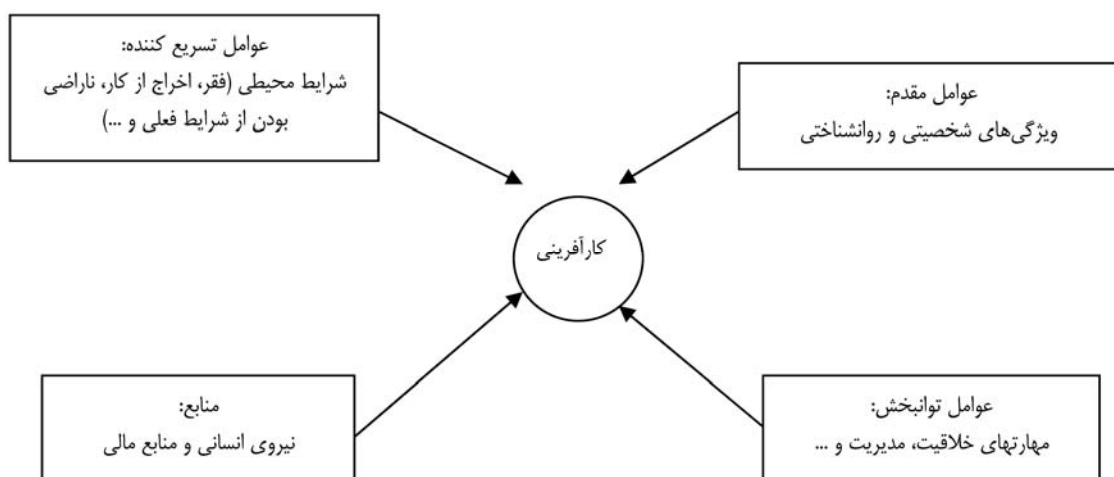 عوامل تسریع کننده:
شرایط محیطی (فقر، اخراج از کار، ناراضی
بودن از شرایط فعلی و ...)
عوامل مقدم:
ویژگی‌های شخصیتی و روانشناختی
کارآفرینی
منابع:
نیروی انسانی و منابع مالی
عوامل توانبخش:
مهارتهای خلاقیت، مدیریت و ...